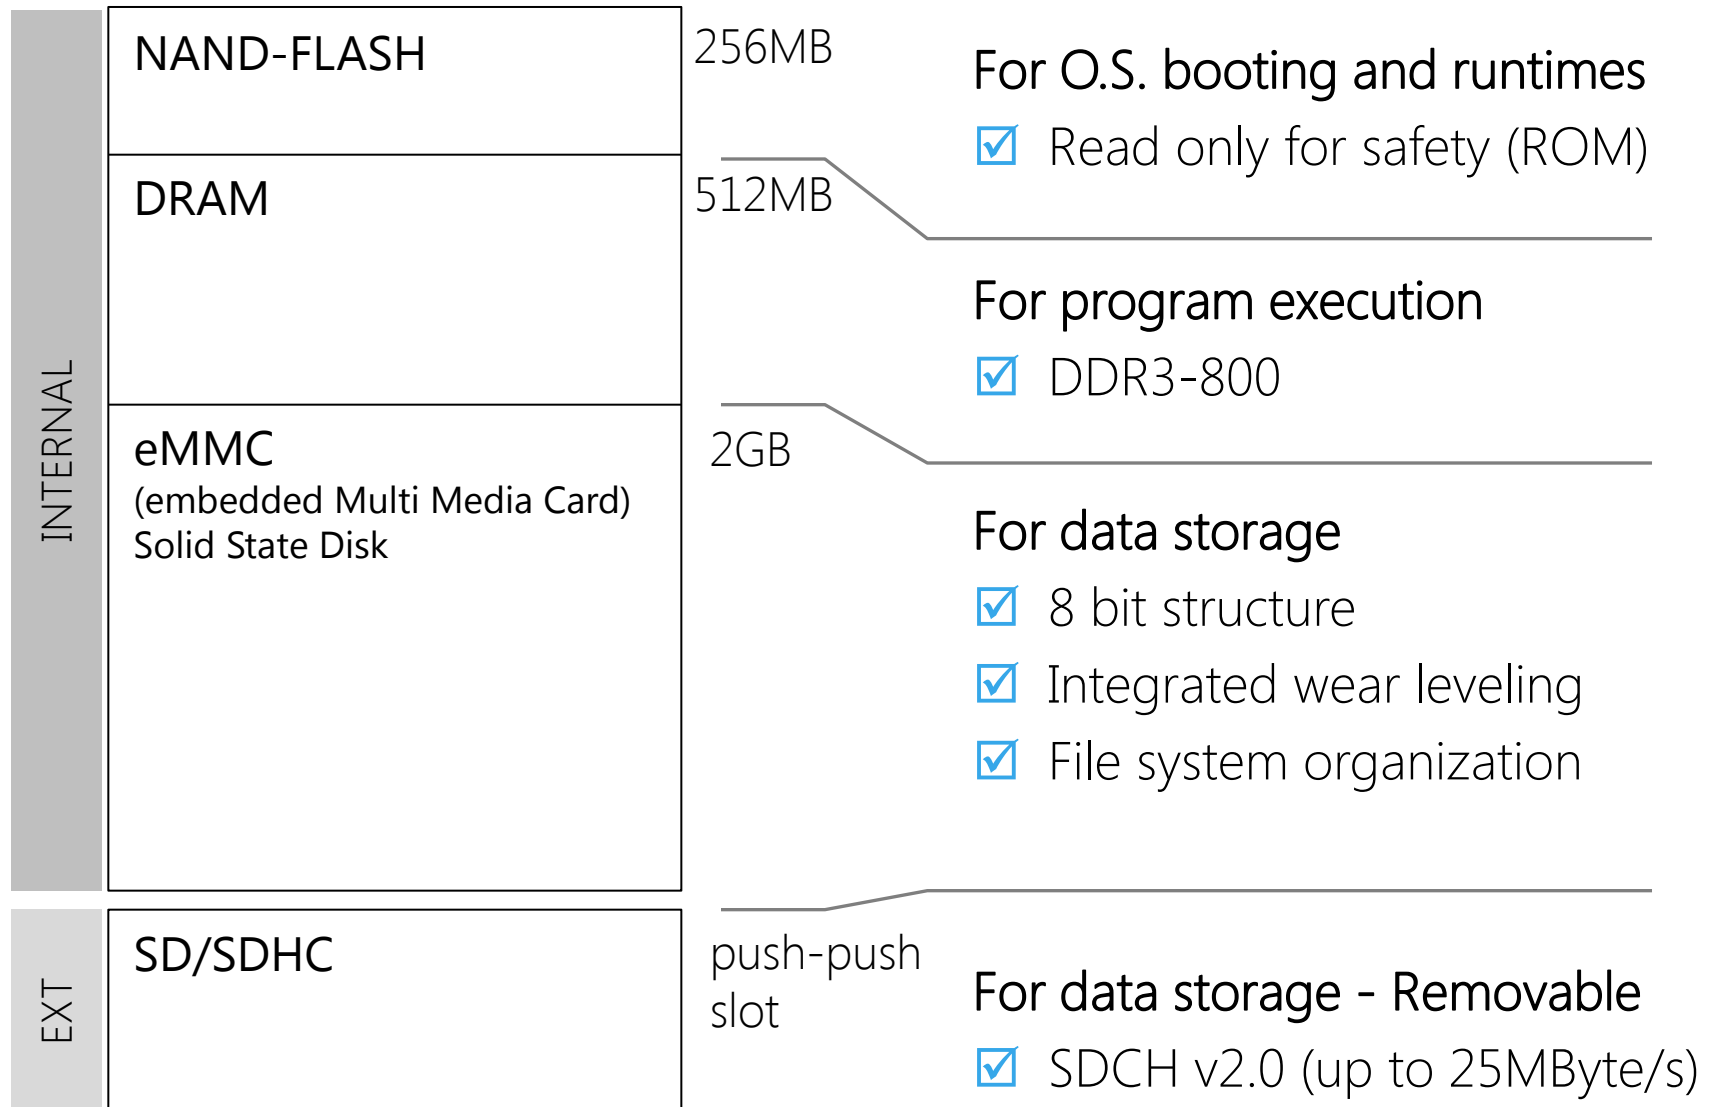 INTERNAL
NAND-FLASH
256MB
For O.S. booting and runtimes
Read only for safety (ROM)
DRAM
512MB
For program execution
DDR3-800
eMMC
(embedded Multi Media Card)
Solid State Disk
2GB
For data storage
8 bit structure
Integrated wear leveling
File system organization
EXT
SD/SDHC
push-push
slot
For data storage - Removable
SDCH v2.0 (up to 25MByte/s)